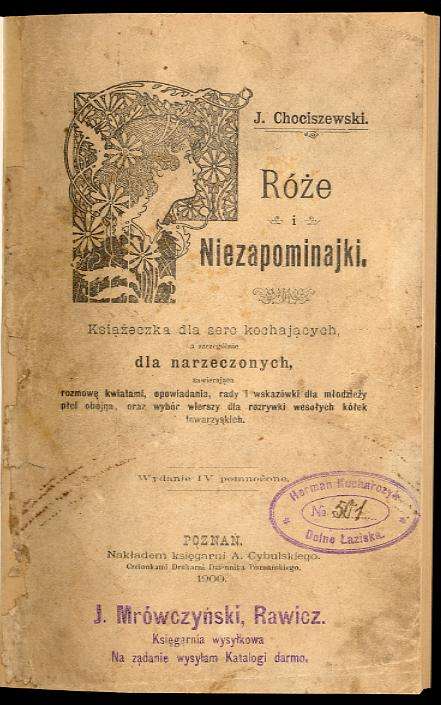 J. Chociszewski.
Róże
i
Niezapominajki.
Książeczka dla serc kochających,
a szczególnie
dla narzeczonych,
zawierająca
rozmowę kwiatami, opowiadania, rady i wskazówki dla młodzieży
płci obojga, oraz wybór wierszy dla rozrywki wesołych kółek
towarzyskich.
Wydanie IV pomnożone.
Herman Kucharczyk
№ 501
Dolne Łaziska.
POZNAŃ.
Nakładem księgarni A. Cybulskiego.
Czcionkami Drukarni Dziennika Poznańskiego.
1900.
J. Mrówczyński, Rawicz.
Księgarnia wysyłkowa
Na żądanie wysyłam Katalogi darmo.